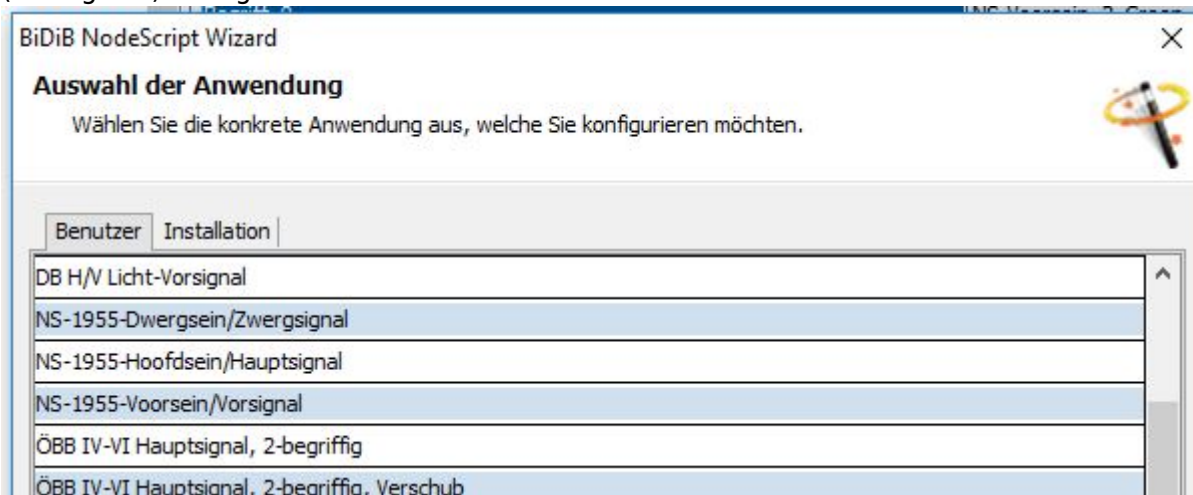 BiDiB NodeScript Wizard
Auswahl der Anwendung
Wählen Sie die konkrete Anwendung aus, welche Sie konfigurieren möchten.
Benutzer Installation
DB H/V Licht-Vorsignal
NS-1955-Dwergsein/Zwergsignal
NS-1955-Hoofdsein/Hauptsignal
NS-1955-Voorsein/Vorsignal
ÖBB IV-VI Hauptsignal, 2-begriffig
ÖBB IV-VI Hauptsignal, 2-begriffig, Verschub